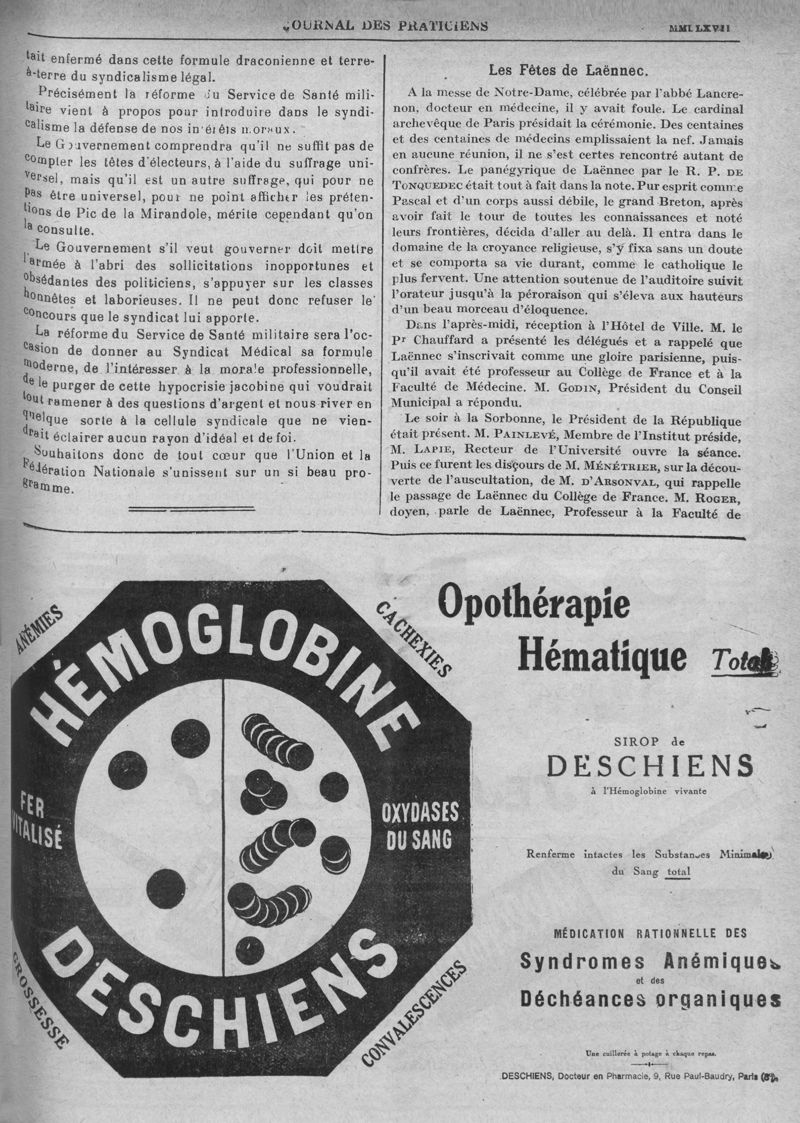 JOURNAL DES PRATICIENS
tait enfermé dans cette formule draconienne et terre-
à-terre du syndicalisme légal.
Précisément la réforme du Service de Santé mili-
taire vient à propos pour introduire dans le syndi-
calisme la défense de nos intérêts moraux.
Le Gouvernement comprendra qu'il ne suffit pas de
compter les têtes d'électeurs, à l'aide du suffrage uni-
versel, mais qu'il est un autre suffrage, qui pour ne
pas être universel, pour ne point afficher les préten-
tions de Pic de la Mirandole, mérite cependant qu'on
la consulte.
Le Gouvernement s'il veut gouverner doit mettre
l'armée à l'abri des sollicitations inopportunes et
obsédantes des politiciens, s'appuyer sur les classes
honnêtes et laborieuses. Il ne peut donc refuser le
concours que le syndicat lui apporte.
La réforme du Service de Santé militaire sera l'oc-
casion de donner au Syndicat Médical sa formule
moderne, de l'intéresser à la morale professionnelle,
de le purger de cette hypocrisie jacobine qui voudrait
tout ramener à des questions d'argent et nous river en
quelque sorte à la cellule syndicale que ne vien-
drait éclairer aucun rayon d'idéal et de foi.
Souhaitons donc de tout cœur que l'Union et la
Fédération Nationale s'unissent sur un si beau pro-
gramme.
Les Fêtes de Laënnec.
A la messe de Notre-Dame, célébrée par l'abbé Lancre-
non, docteur en médecine, il y avait foule. Le cardinal
archevêque de Paris présidait la cérémonie. Des centaines
et des centaines de médecins emplissaient la nef. Jamais
en aucune réunion, il ne s'est certes rencontré autant de
confrères. Le panégyrique de Laënnec par le R. P. DE
TONQUEDEC était tout à fait dans la note. Pur esprit comme
Pascal et d'un corps aussi débile, le grand Breton, après
avoir fait le tour de toutes les connaissances et noté
leurs frontières, décida d'aller au delà. Il entra dans le
domaine de la croyance religieuse, s'y fixa sans un doute
et se comporta sa vie durant, comme le catholique le
plus fervent. Une attention soutenue de l'auditoire suivit
l'orateur jusqu'à la péroraison qui s'éleva aux hauteurs
d'un beau morceau d'éloquence.
Dans l'après-midi, réception à l'Hôtel de Ville. M. le
Pr Chauffard a présenté les délégués et a rappelé que
Laënnec s'inscrivait comme une gloire parisienne, puis-
qu'il avait été professeur au Collège de France et à la
Faculté de Médecine. M. GODIN, Président du Conseil
Municipal a répondu.
Le soir à la Sorbonne, le Président de la République
était présent. M. PAINLEVÉ, Membre de l'Institut préside,
M. LAPIE, Recteur de l'Université ouvre la séance.
Puis ce furent les discours de M. MÉNÉTRIER, sur la décou-
verte de l'auscultation, de M. D'ARSONVAL, qui rappelle
le passage de Laënnec du Collège de France. M. ROGER,
doyen, parle de Laënnec, Professeur à la Faculté de
ANÉMIES
CACHEXIES
HÉMOGLOBINE
FER
VITALISÉ
OXYDASES
DU SANG
DESCHIENS
GROSSESSE
CONVALESCENCES
Opothérapie
Hématique Totale
SIROP de
DESCHIENS
à l'Hémoglobine vivante
Renferme intactes les Substances Minimales
du Sang total
MÉDICATION RATIONNELLE DES
Syndromes Anémiques
et des
Déchéances organiques
Une cuillerée à potage à chaque repas.
DESCHIENS, Docteur en Pharmacie, 9, Rue Paul-Baudry, Paris (8e).